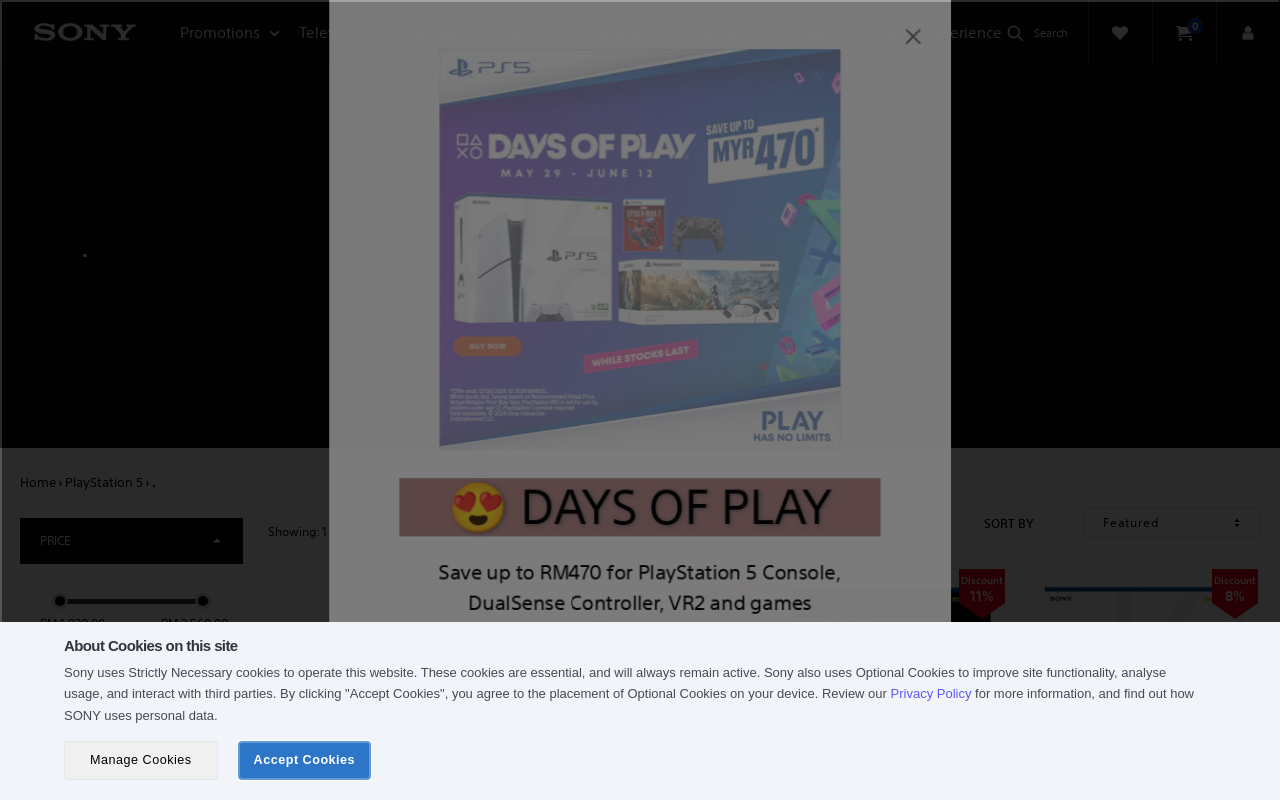 SONY
Promotions
Search
0
PS5
DAYS OF PLAY
SAVE UP TO
MYR470*
MAY 29 - JUNE 12
BUY NOW
WHILE STOCKS LAST
PLAY
HAS NO LIMITS.
Home › PlayStation 5 › .
PRICE
Showing: 1
SORT BY
Featured
😍 DAYS OF PLAY
Save up to RM470 for PlayStation 5 Console,
DualSense Controller, VR2 and games
Discount
11%
Discount
8%
SONY
About Cookies on this site
Sony uses Strictly Necessary cookies to operate this website. These cookies are essential, and will always remain active. Sony also uses Optional Cookies to improve site functionality, analyse
usage, and interact with third parties. By clicking "Accept Cookies", you agree to the placement of Optional Cookies on your device. Review our Privacy Policy for more information, and find out how
SONY uses personal data.
Manage Cookies
Accept Cookies